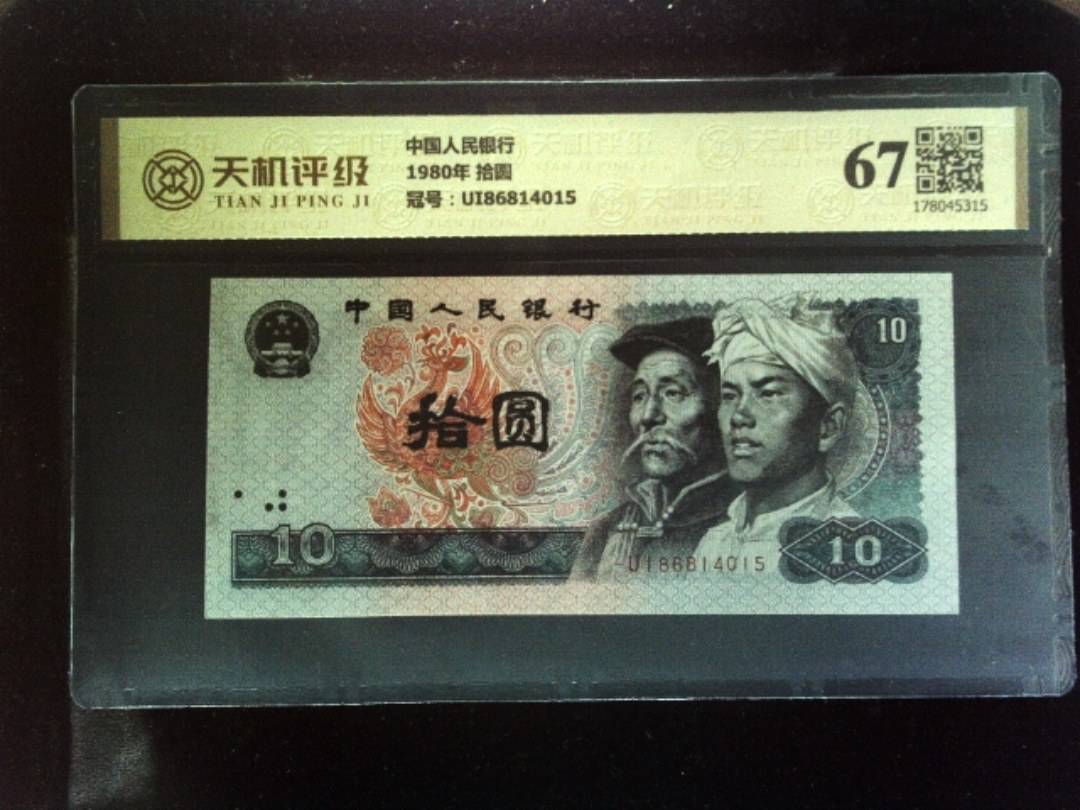 天机评级
TIAN JI PING JI
中国人民银行
1980年 拾圆
冠号：UI86814015
67
178045315
中国人民银行
10
拾圆
10
UI86814015
10